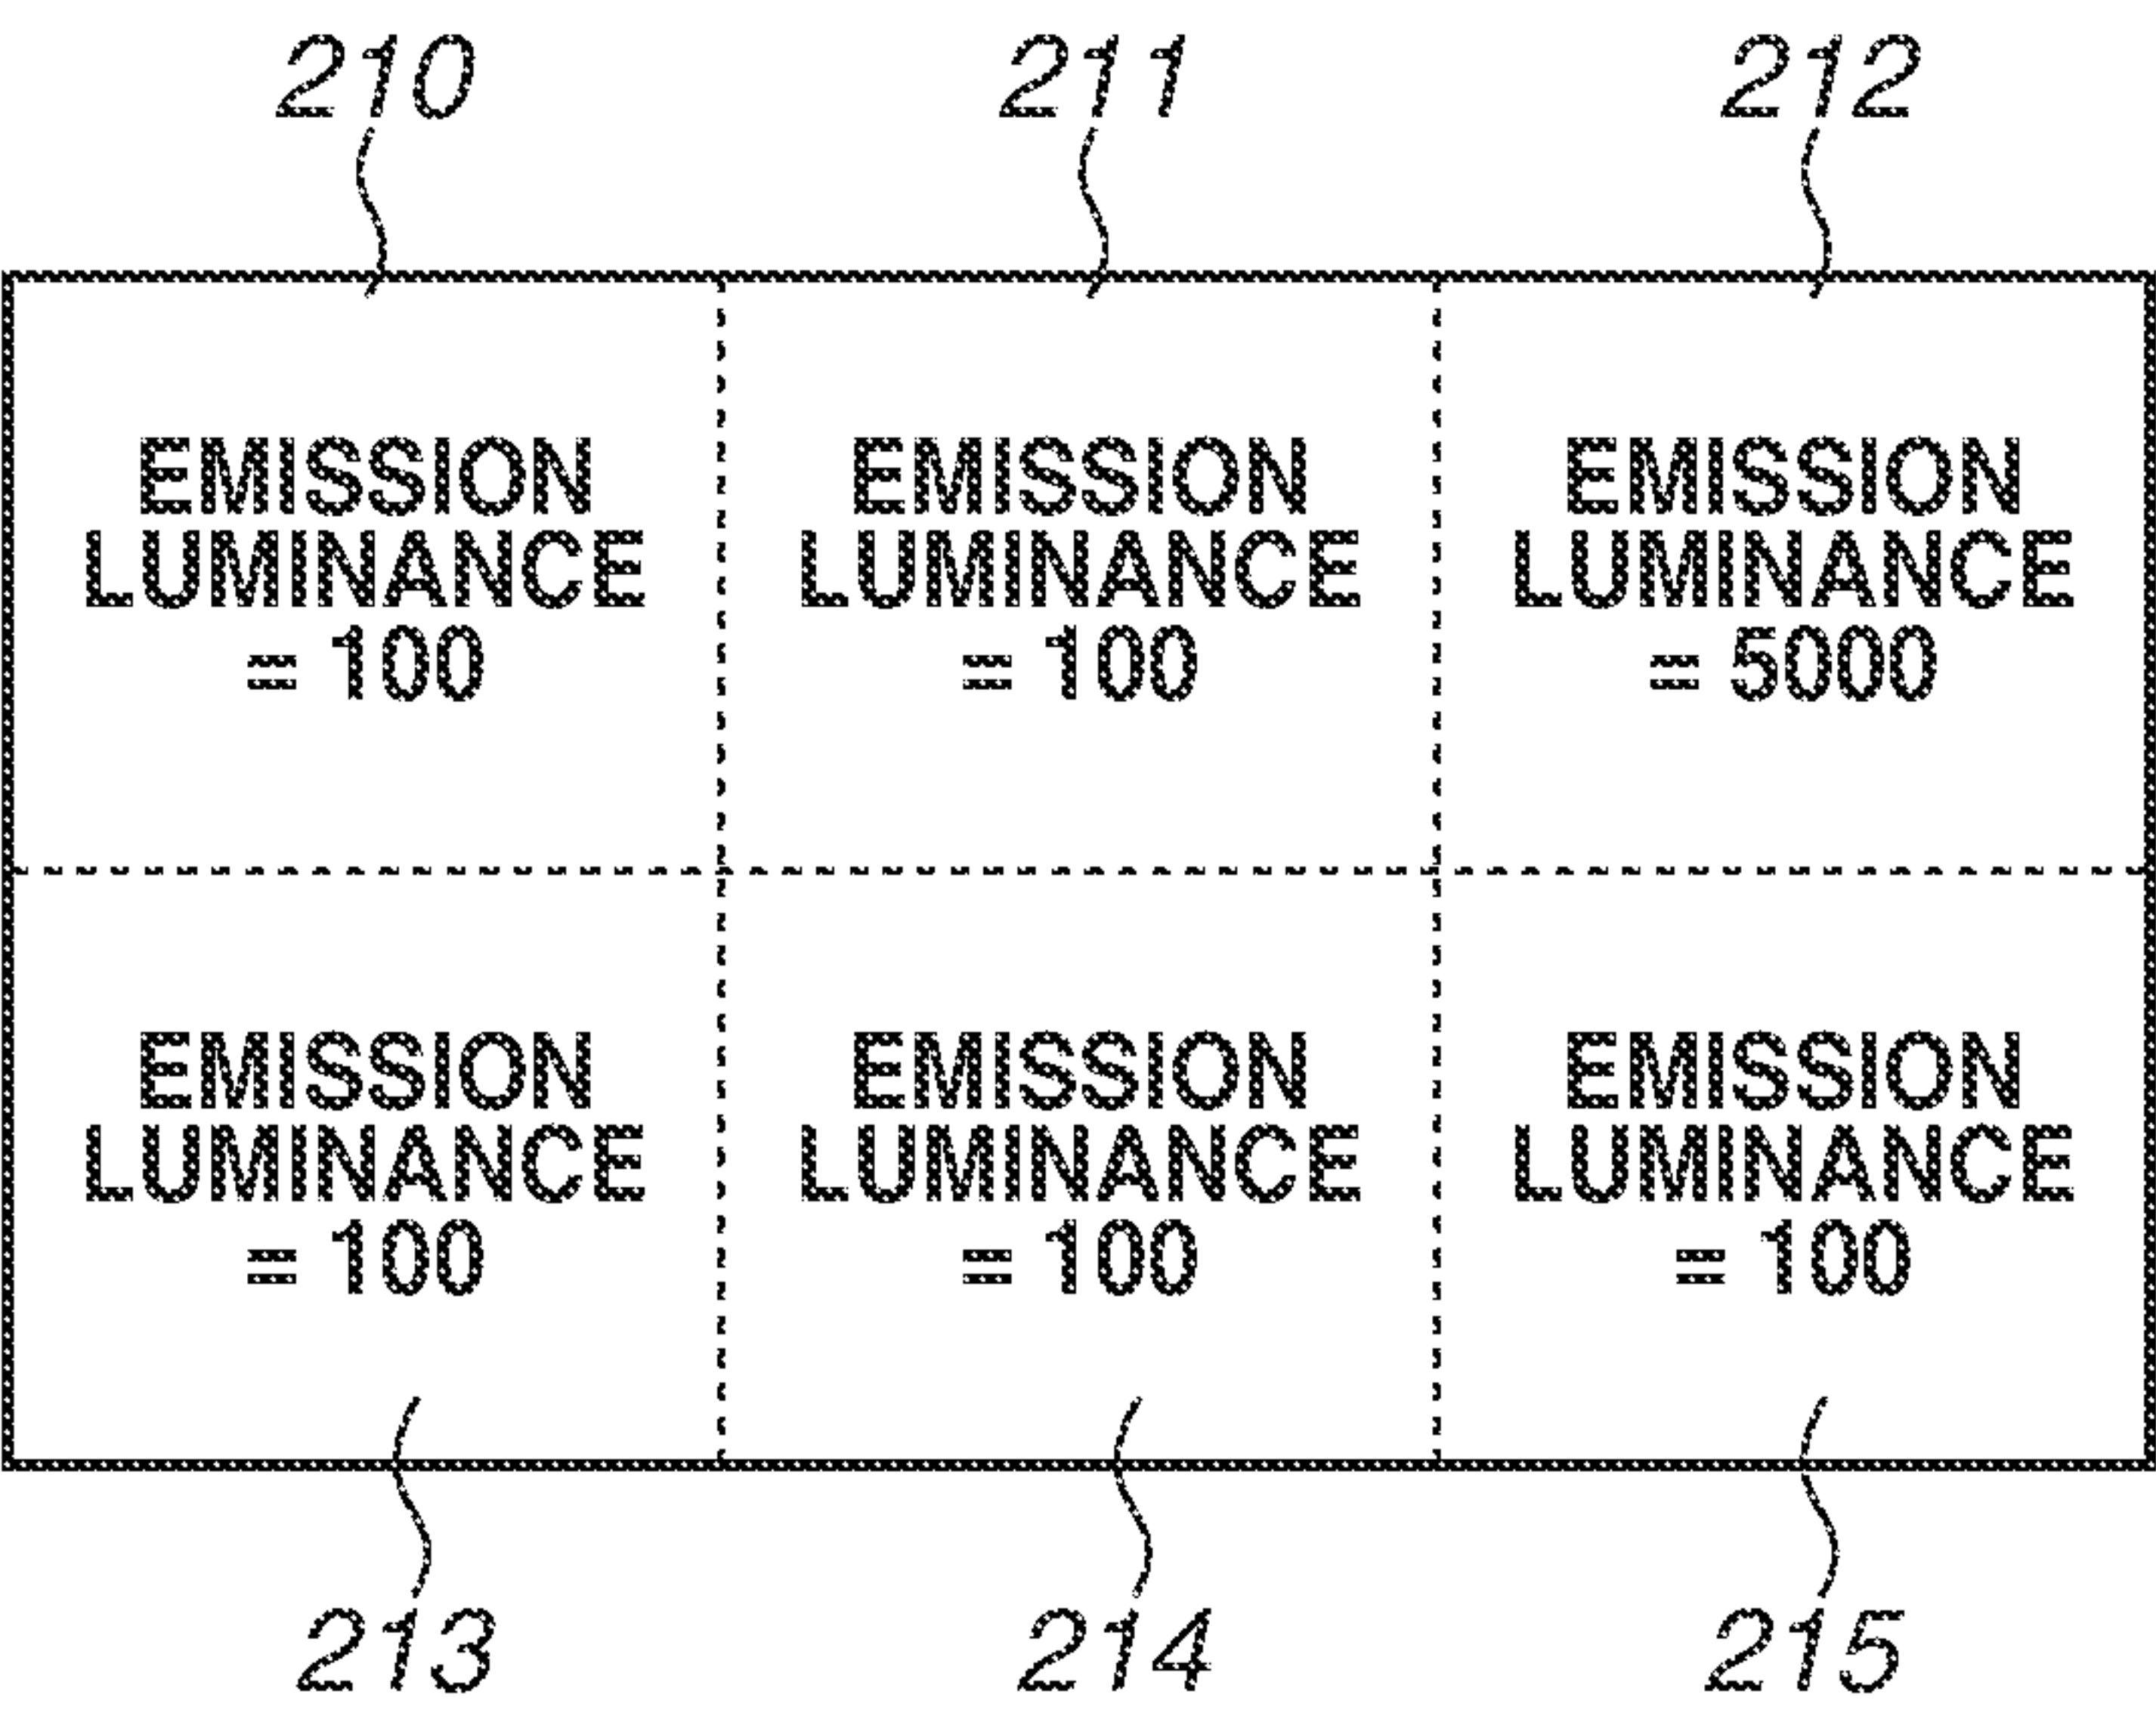 210 211 212
EMISSION LUMINANCE = 100
EMISSION LUMINANCE = 100
EMISSION LUMINANCE = 5000
EMISSION LUMINANCE = 100
EMISSION LUMINANCE = 100
EMISSION LUMINANCE = 100
213 214 215